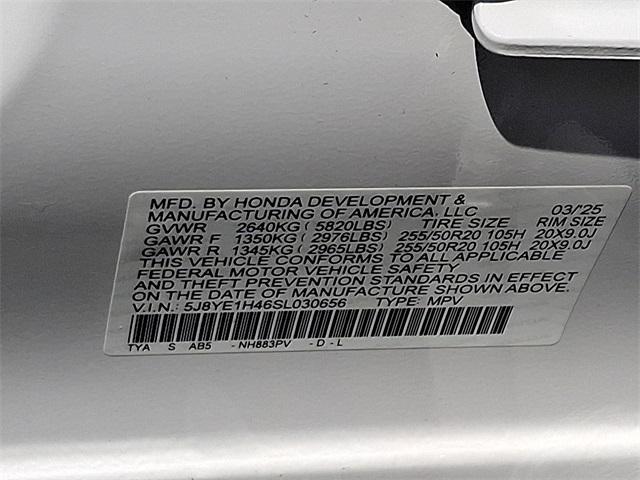 MFD. BY HONDA DEVELOPMENT &
MANUFACTURING OF AMERICA, LLC 03/'25
GVWR 2640KG ( 5820LBS) TIRE SIZE RIM SIZE
GAWR F 1350KG ( 2976LBS) 255/50R20 105H 20X9.0J
GAWR R 1345KG ( 2965LBS) 255/50R20 105H 20X9.0J
THIS VEHICLE CONFORMS TO ALL APPLICABLE
FEDERAL MOTOR VEHICLE SAFETY
AND THEFT PREVENTION STANDARDS IN EFFECT
ON THE DATE OF MANUFACTURE SHOWN ABOVE.
V.I.N.: 5J8YE1H46SL030656 TYPE: MPV
TYA S AB5 -NH883PV -D-L